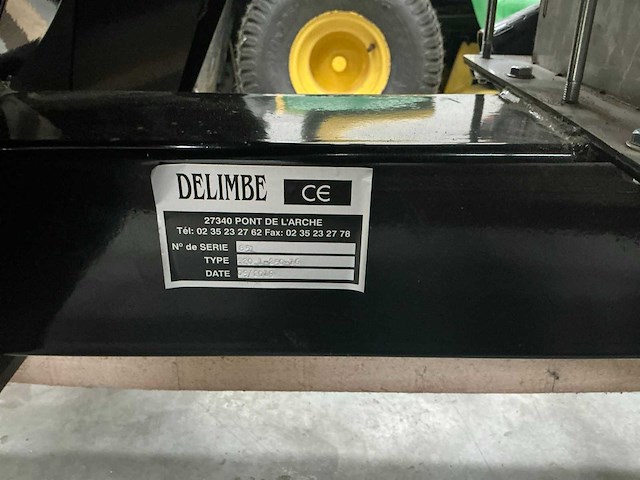 DELIMBE CE
27340 PONT DE L'ARCHE
Tél: 02 35 23 27 62 Fax: 02 35 23 27 78
Nº de SERIE
TYPE
DATE